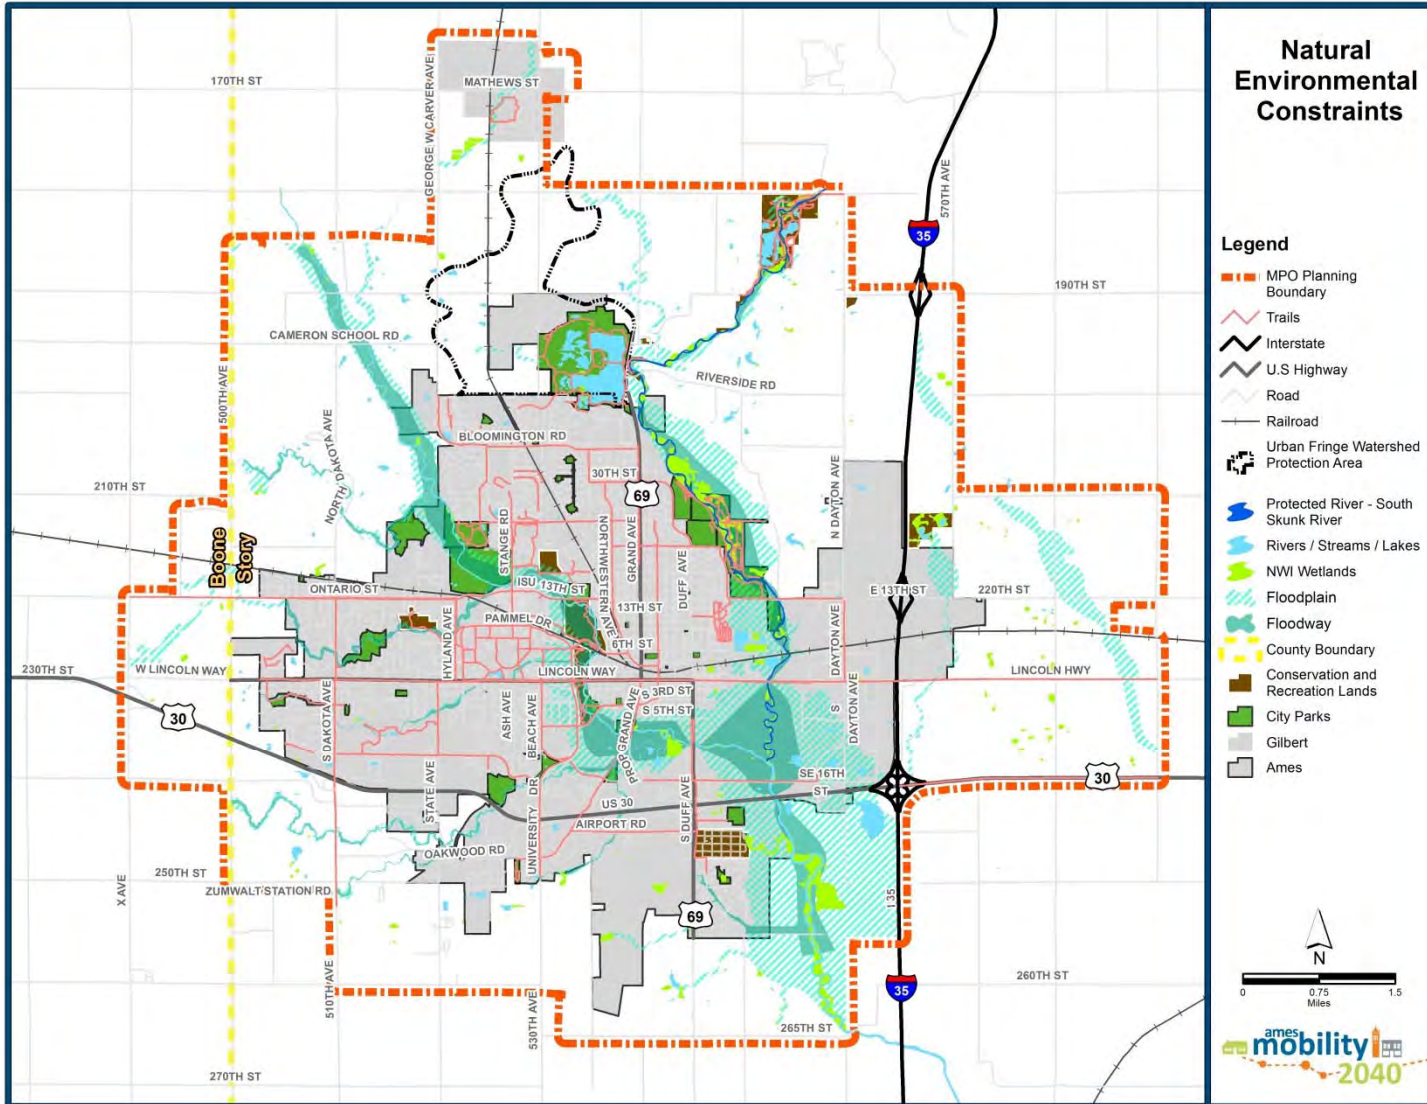 Natural
Environmental
Constraints
Legend
MPO Planning
Boundary
Trails
Interstate
U.S Highway
Road
Railroad
Urban Fringe Watershed
Protection Area
Protected River - South
Skunk River
Rivers / Streams / Lakes
NWI Wetlands
Floodplain
Floodway
County Boundary
Conservation and
Recreation Lands
City Parks
Gilbert
Ames
N
0 0.75 1.5
Miles
ames
mobility
2040
170TH ST
GEORGE W CARVER AVE
MATHEWS ST
570TH AVE
35
190TH ST
CAMERON SCHOOL RD
500TH AVE
RIVERSIDE RD
NORTH DAKOTA AVE
BLOOMINGTON RD
210TH ST
30TH ST
69
STANGE RD
NORTHWESTERN AVE
GRAND AVE
DUFF AVE
N DAYTON AVE
Boone
Story
ONTARIO ST
ISU 13TH ST
13TH ST
E 13TH ST
220TH ST
PAMMEL DR
6TH ST
HYLAND AVE
230TH ST
W LINCOLN WAY
LINCOLN WAY
DAYTON AVE
LINCOLN HWY
30
S DAKOTA AVE
ASH AVE
BEACH AVE
S 3RD ST
S 5TH ST
PROP GRAND AVE
S
DAYTON AVE
STATE AVE
UNIVERSITY DR
US 30
SE 16TH
ST
30
AIRPORT RD
S DUFF AVE
OAKWOOD RD
250TH ST
X AVE
ZUMWALT STATION RD
69
I 35
510TH AVE
530TH AVE
35
260TH ST
265TH ST
270TH ST